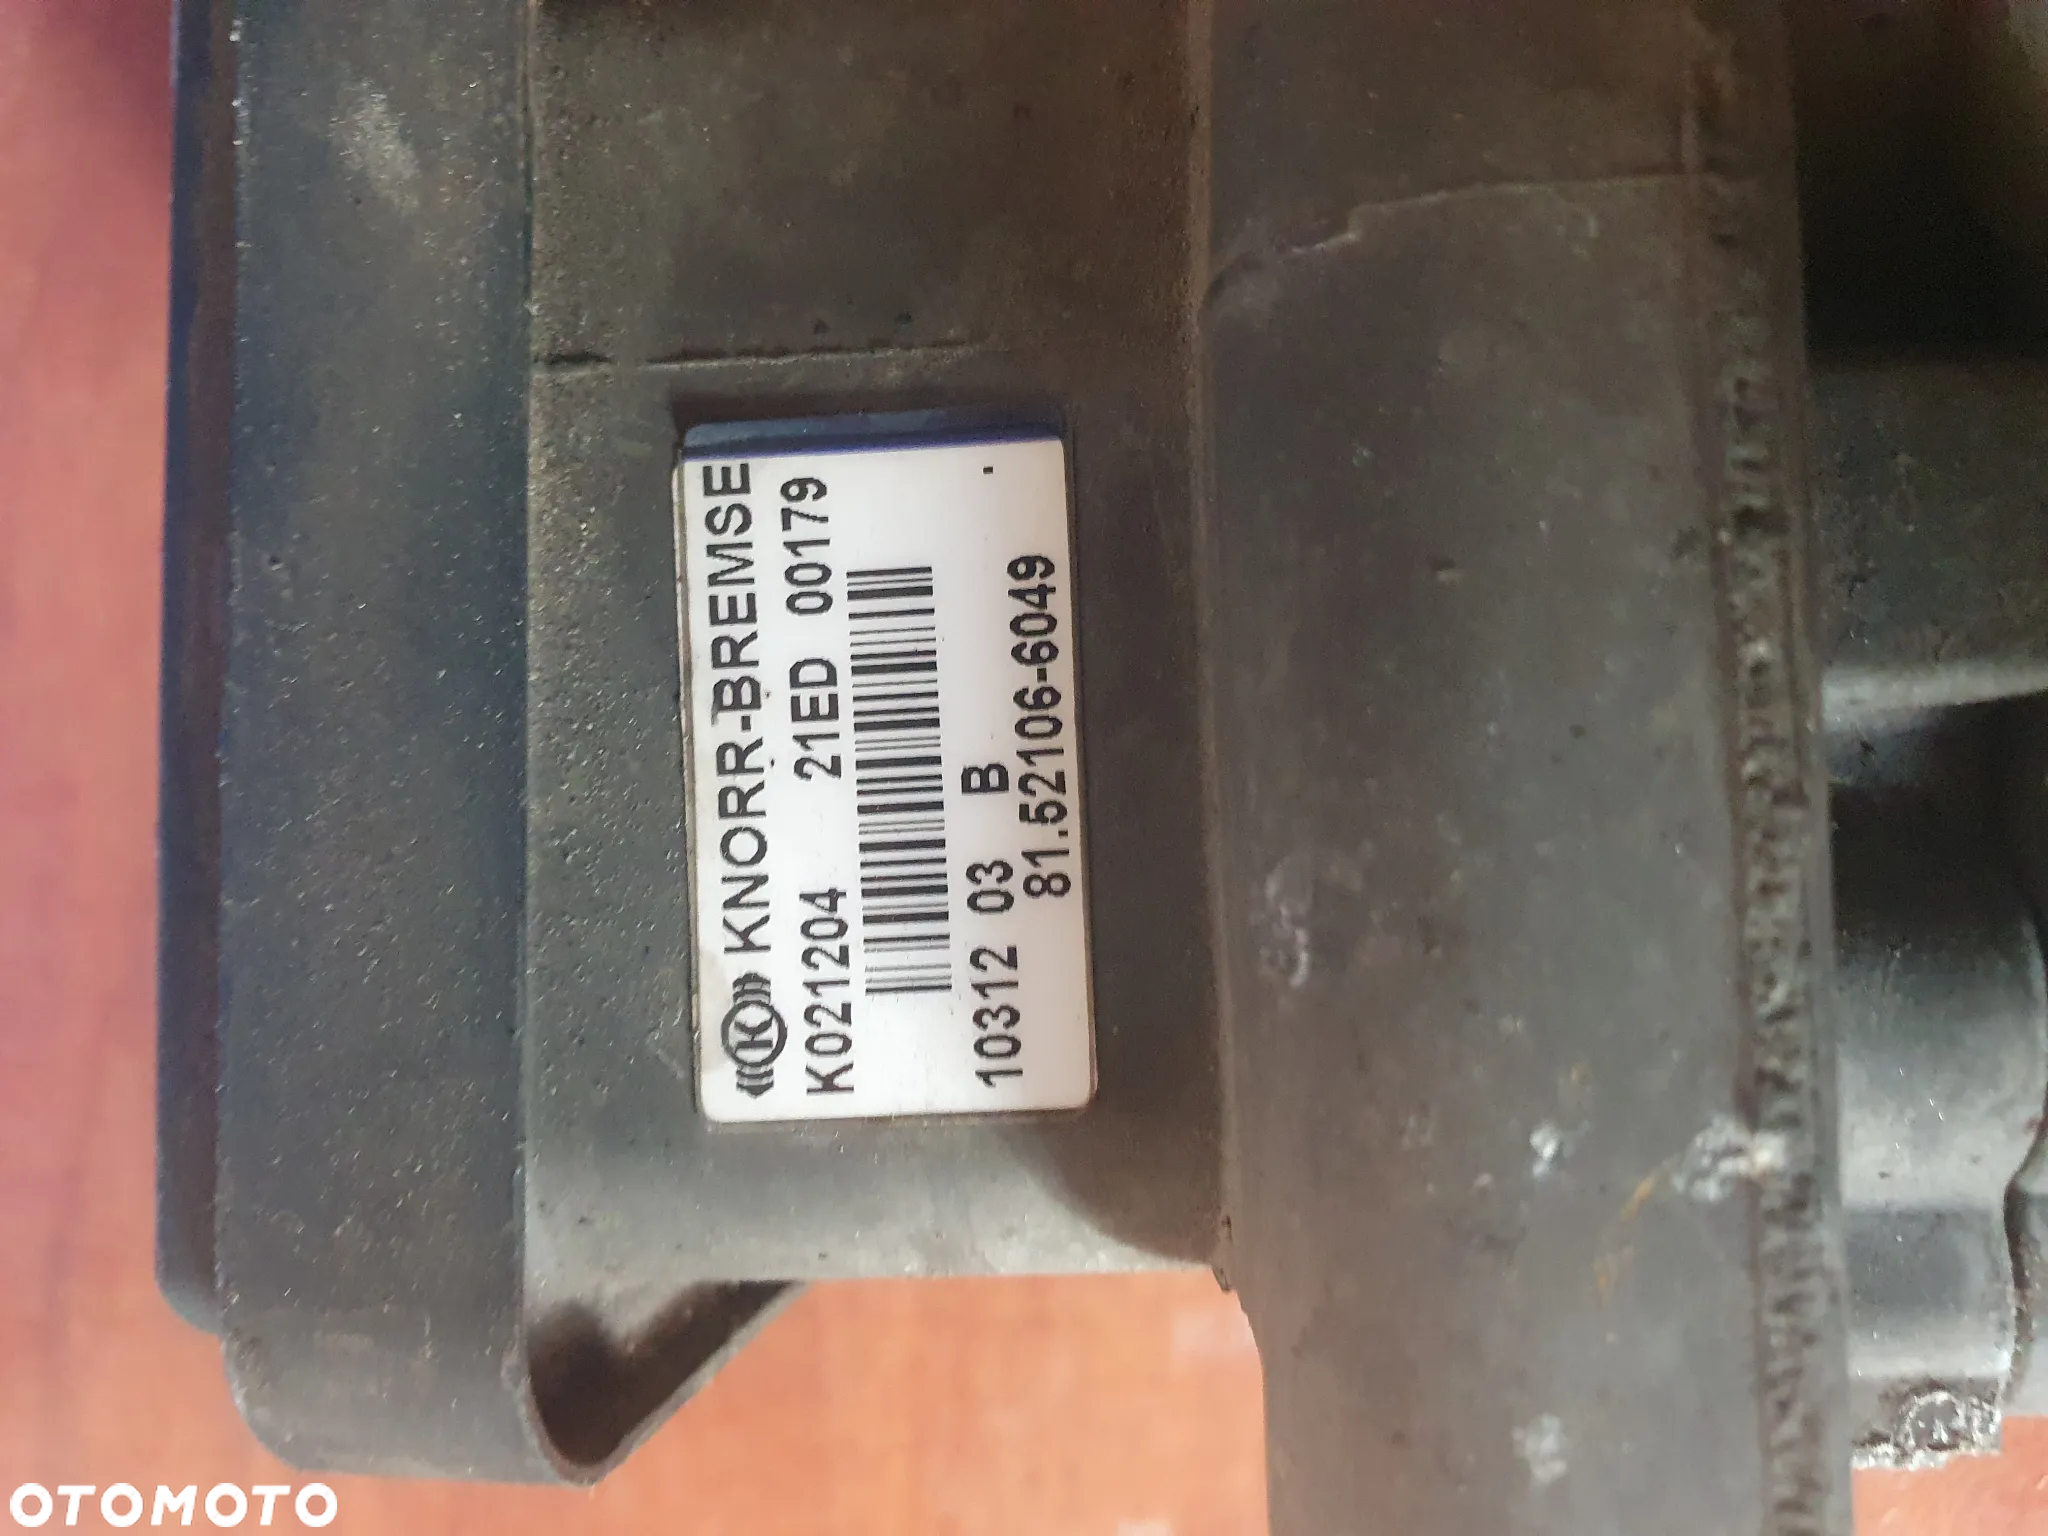 KNORR-BREMSE
K021204 21ED 00179
10312 03 B -
81.52106-6049
OTOMOTO